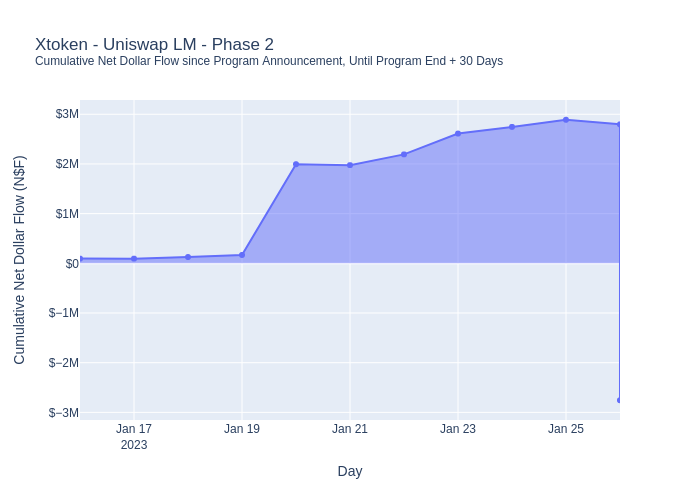 Xtoken - Uniswap LM - Phase 2
Cumulative Net Dollar Flow since Program Announcement, Until Program End + 30 Days
Cumulative Net Dollar Flow (N$F)
$3M
$2M
$1M
$0
$−1M
$−2M
$−3M
Jan 17
2023
Jan 19
Jan 21
Jan 23
Jan 25
Day